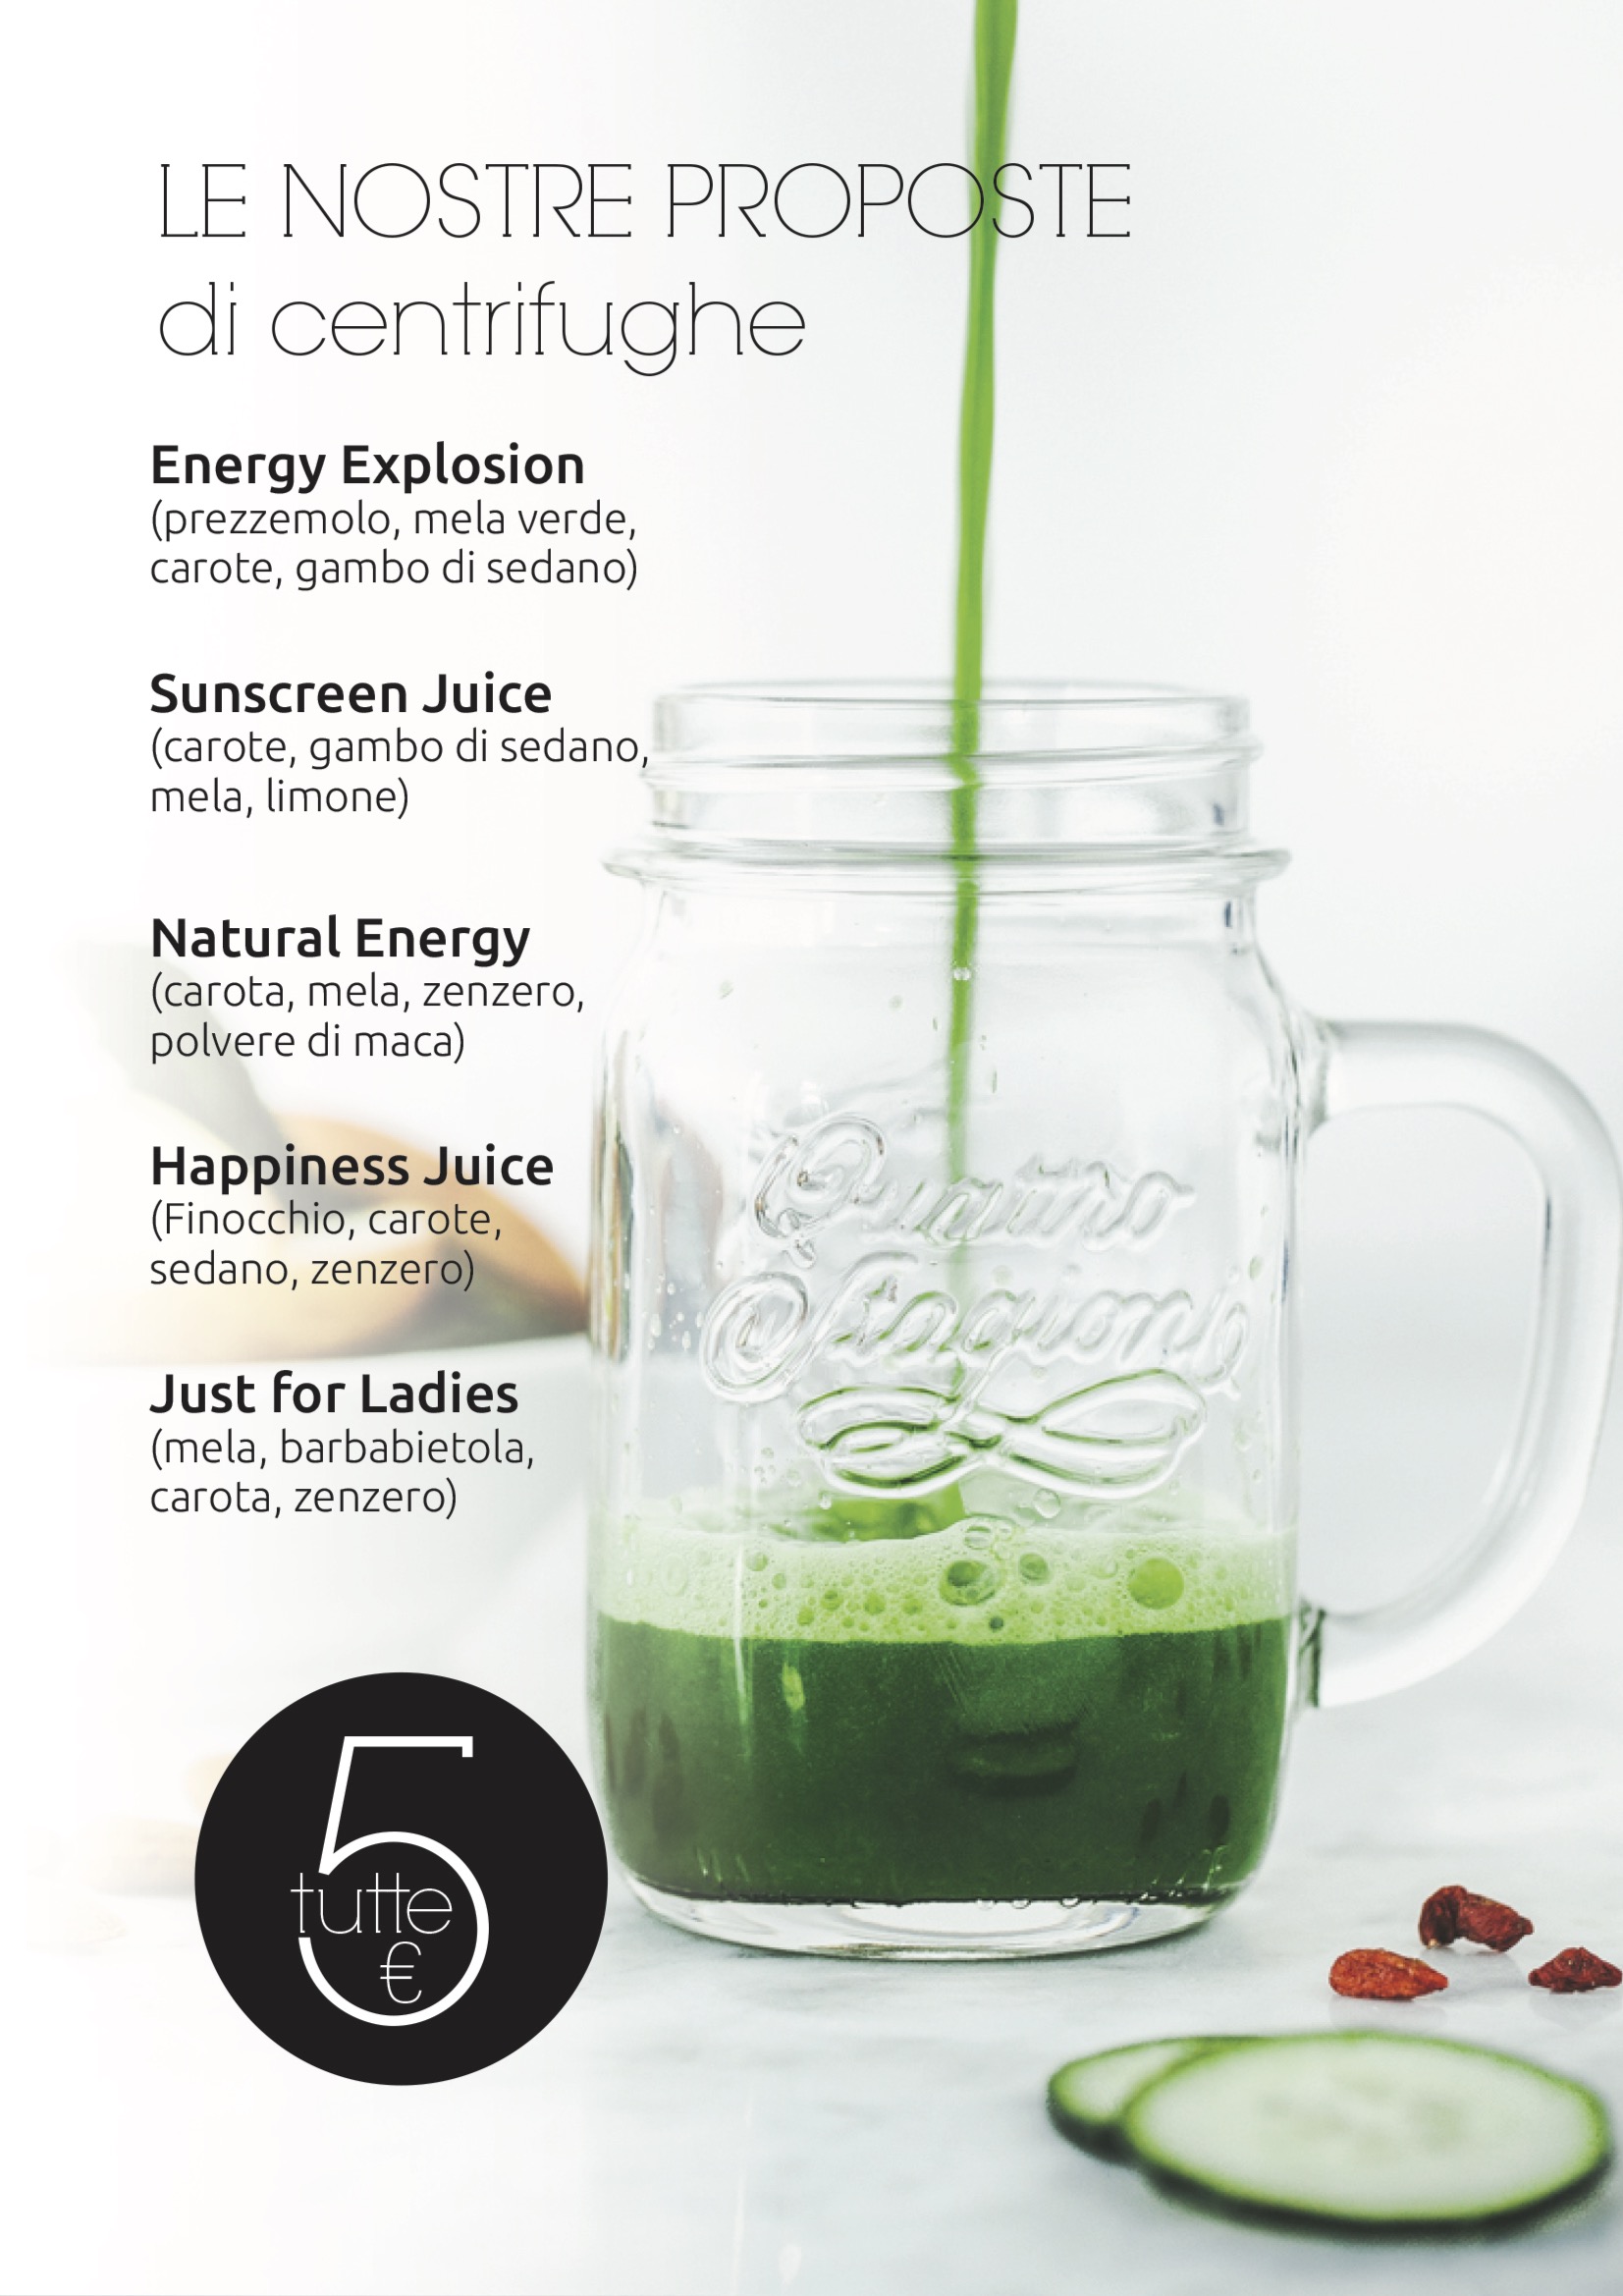 LE NOSTRE PROPOSTE
di centrifughe
Energy Explosion
(prezzemolo, mela verde,
carote, gambo di sedano)
Sunscreen Juice
(carote, gambo di sedano,
mela, limone)
Natural Energy
(carota, mela, zenzero,
polvere di maca)
Happiness Juice
(Finocchio, carote,
sedano, zenzero)
Just for Ladies
(mela, barbabietola,
carota, zenzero)
Quattro
Stagioni
5
tutte
€